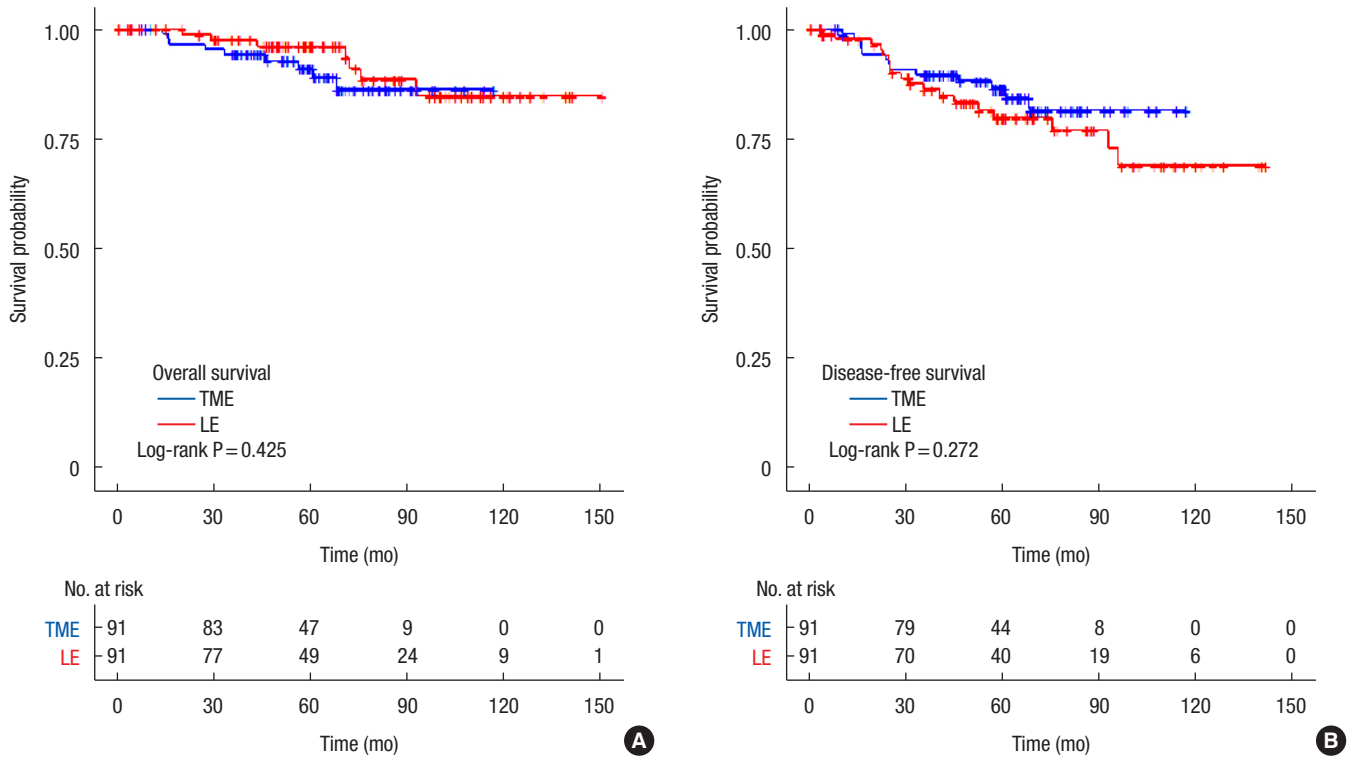 1.00
0.75
0.50
0.25
0
Survival probability
Overall survival
TME
LE
Log-rank P = 0.425
0 30 60 90 120 150
Time (mo)
No. at risk
TME 91 83 47 9 0 0
LE 91 77 49 24 9 1
0 30 60 90 120 150
Time (mo)
A
1.00
0.75
0.50
0.25
0
Survival probability
Disease-free survival
TME
LE
Log-rank P = 0.272
0 30 60 90 120 150
Time (mo)
No. at risk
TME 91 79 44 8 0 0
LE 91 70 40 19 6 0
0 30 60 90 120 150
Time (mo)
B